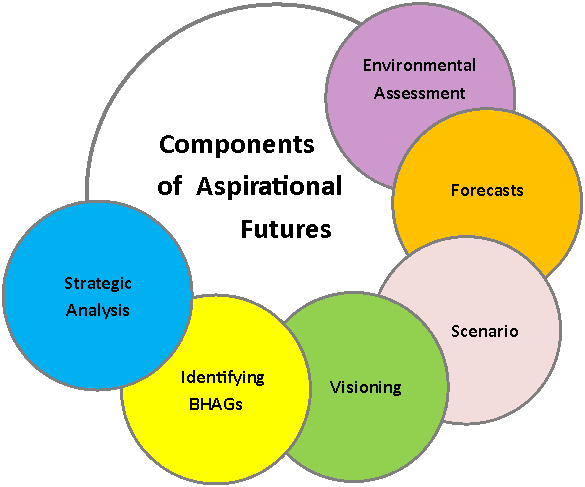 Components
of Aspirational
Futures
Environmental
Assessment
Forecasts
Scenario
Visioning
Identifying
BHAGs
Strategic
Analysis